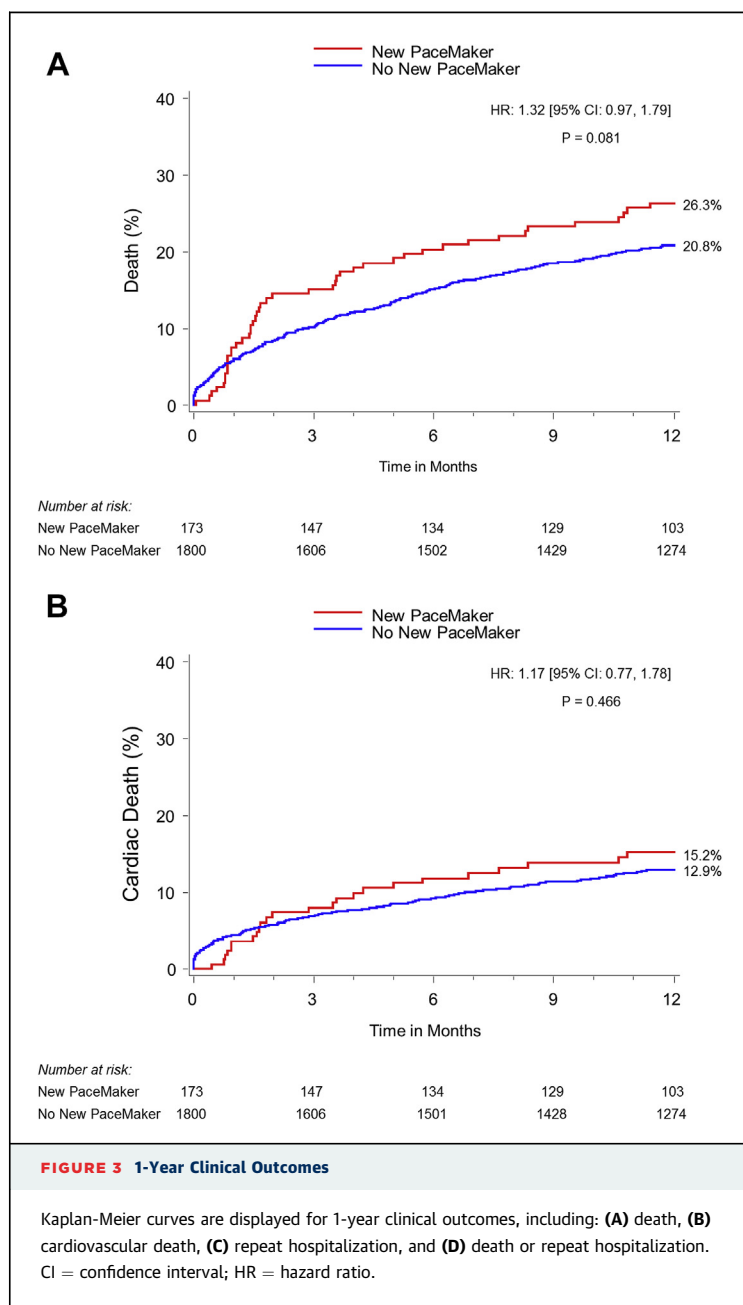 A
New PaceMaker
No New PaceMaker
HR: 1.32 [95% CI: 0.97, 1.79]
P = 0.081
Death (%)
40
30
20
10
0
26.3%
20.8%
0 3 6 9 12
Time in Months
Number at risk:
New PaceMaker 173 147 134 129 103
No New PaceMaker 1800 1606 1502 1429 1274
B
New PaceMaker
No New PaceMaker
HR: 1.17 [95% CI: 0.77, 1.78]
P = 0.466
Cardiac Death (%)
40
30
20
10
0
15.2%
12.9%
0 3 6 9 12
Time in Months
Number at risk:
New PaceMaker 173 147 134 129 103
No New PaceMaker 1800 1606 1501 1428 1274
FIGURE 3 1-Year Clinical Outcomes
Kaplan-Meier curves are displayed for 1-year clinical outcomes, including: (A) death, (B)
cardiovascular death, (C) repeat hospitalization, and (D) death or repeat hospitalization.
CI = confidence interval; HR = hazard ratio.